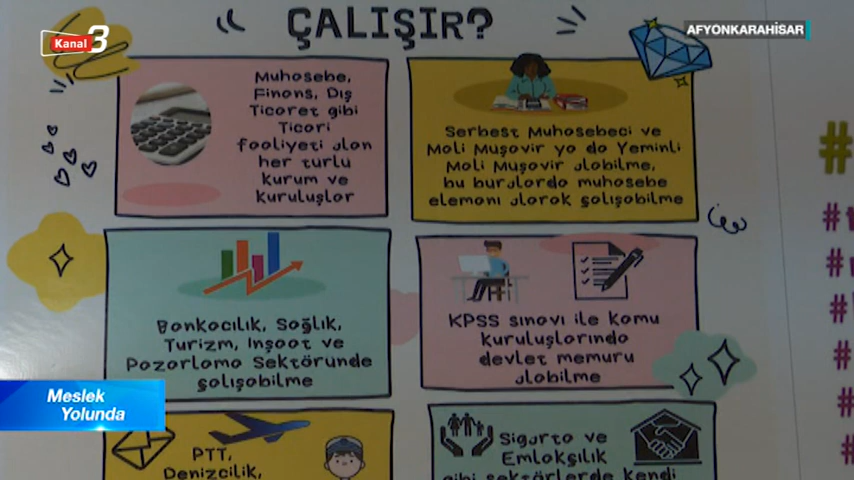 Kanal 3
AFYONKARAHİSAR
ÇALIŞIR?
Muhasebe,
Finans, Dış
Ticaret gibi
Ticari
faaliyeti olan
her türlü
kurum ve
kuruluşlar
Serbest Muhasebeci ve
Mali Müşavir ya da Yeminli
Mali Müşavir olabilme,
bu bürolarda muhasebe
elemanı olarak çalışabilme
Bankacılık, Sağlık,
Turizm, İnşaat ve
Pazarlama Sektöründe
çalışabilme
KPSS sınavı ile kamu
kuruluşlarında
devlet memuru
olabilme
PTT,
Denizcilik,
Sigorta ve
Emlakçılık
gibi sektörlerde kendi
Meslek
Yolunda